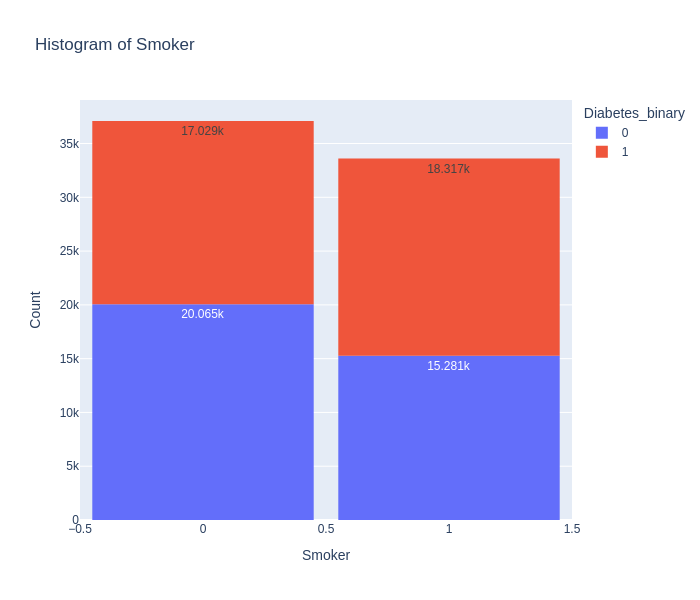 Histogram of Smoker
Diabetes_binary
0
1
17.029k
18.317k
20.065k
15.281k
35k
30k
25k
20k
15k
10k
5k
0
Count
−0.5
0
0.5
1
1.5
Smoker